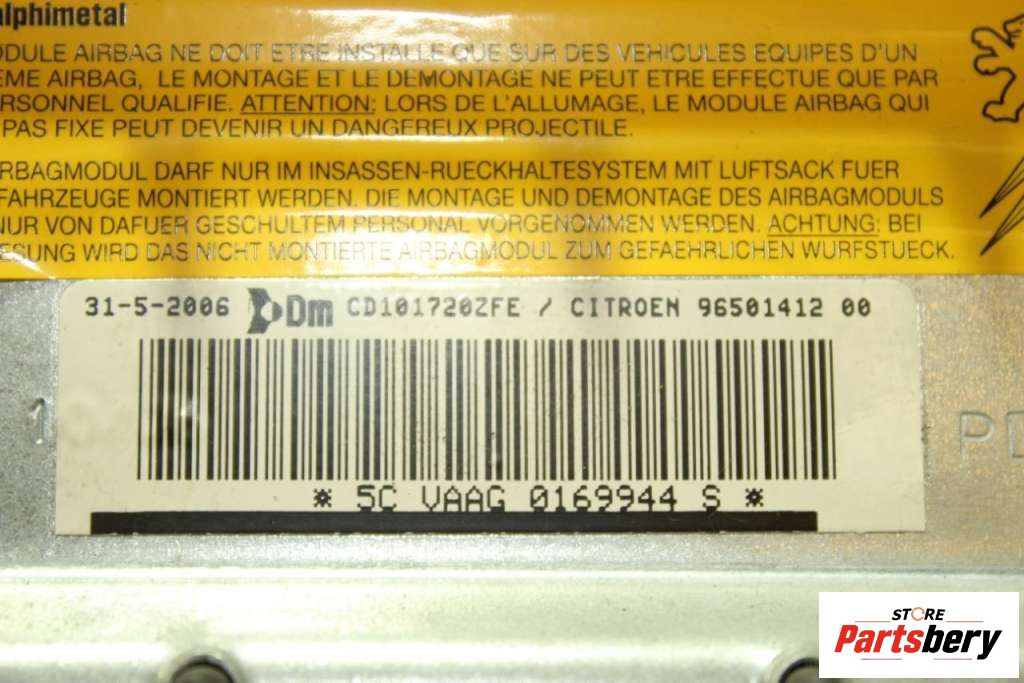 alphimetal
ODULE AIRBAG NE DOIT ETRE INSTALLE QUE SUR DES VEHICULES EQUIPES D'UN
EME AIRBAG, LE MONTAGE ET LE DEMONTAGE NE PEUT ETRE EFFECTUE QUE PAR
ERSONNEL QUALIFIE. ATTENTION: LORS DE L'ALLUMAGE, LE MODULE AIRBAG QUI
PAS FIXE PEUT DEVENIR UN DANGEREUX PROJECTILE.
RBAGMODUL DARF NUR IM INSASSEN-RUECKHALTESYSTEM MIT LUFTSACK FUER
FAHRZEUGE MONTIERT WERDEN. DIE MONTAGE UND DEMONTAGE DES AIRBAGMODULS
NUR VON DAFUER GESCHULTEM PERSONAL VORGENOMMEN WERDEN. ACHTUNG: BEI
ESUNG WIRD DAS NICHT MONTIERTE AIRBAGMODUL ZUM GEFAEHRLICHEN WURFSTUECK.
31-5-2006 Dm CD101720ZFE / CITROEN 96501412 00
* 5C VAAG 0169944 S *
1
PD
STORE
Partsbery